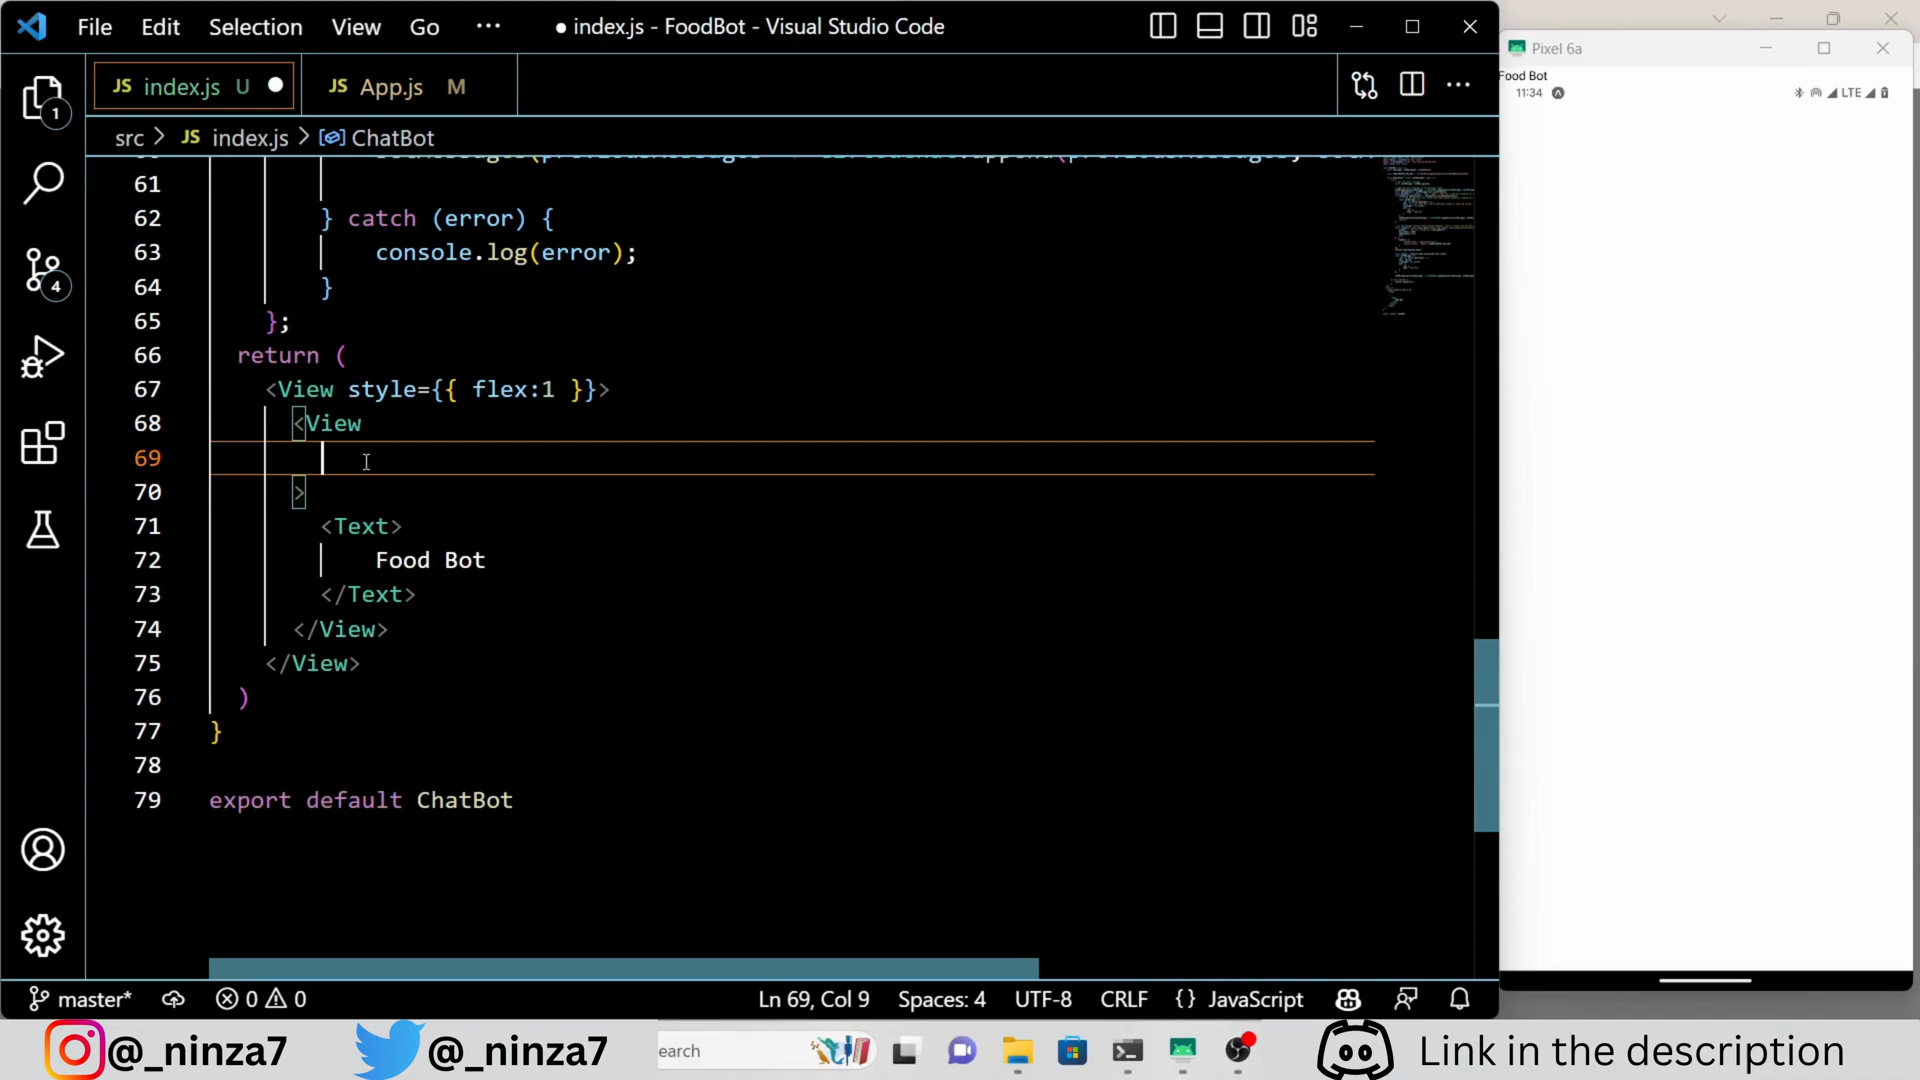 File Edit Selection View Go ··· ● index.js - FoodBot - Visual Studio Code
JS index.js U ● JS App.js M
src > JS index.js > ChatBot
61
62 } catch (error) {
63 console.log(error);
64 }
65 };
66 return (
67 <View style={{ flex:1 }}>
68 <View
69
70 >
71 <Text>
72 Food Bot
73 </Text>
74 </View>
75 </View>
76 )
77 }
78
79 export default ChatBot
1
4
master* 0 0 Ln 69, Col 9 Spaces: 4 UTF-8 CRLF {} JavaScript
Pixel 6a
Food Bot
11:34 LTE
@_ninza7 @_ninza7 earch Link in the description